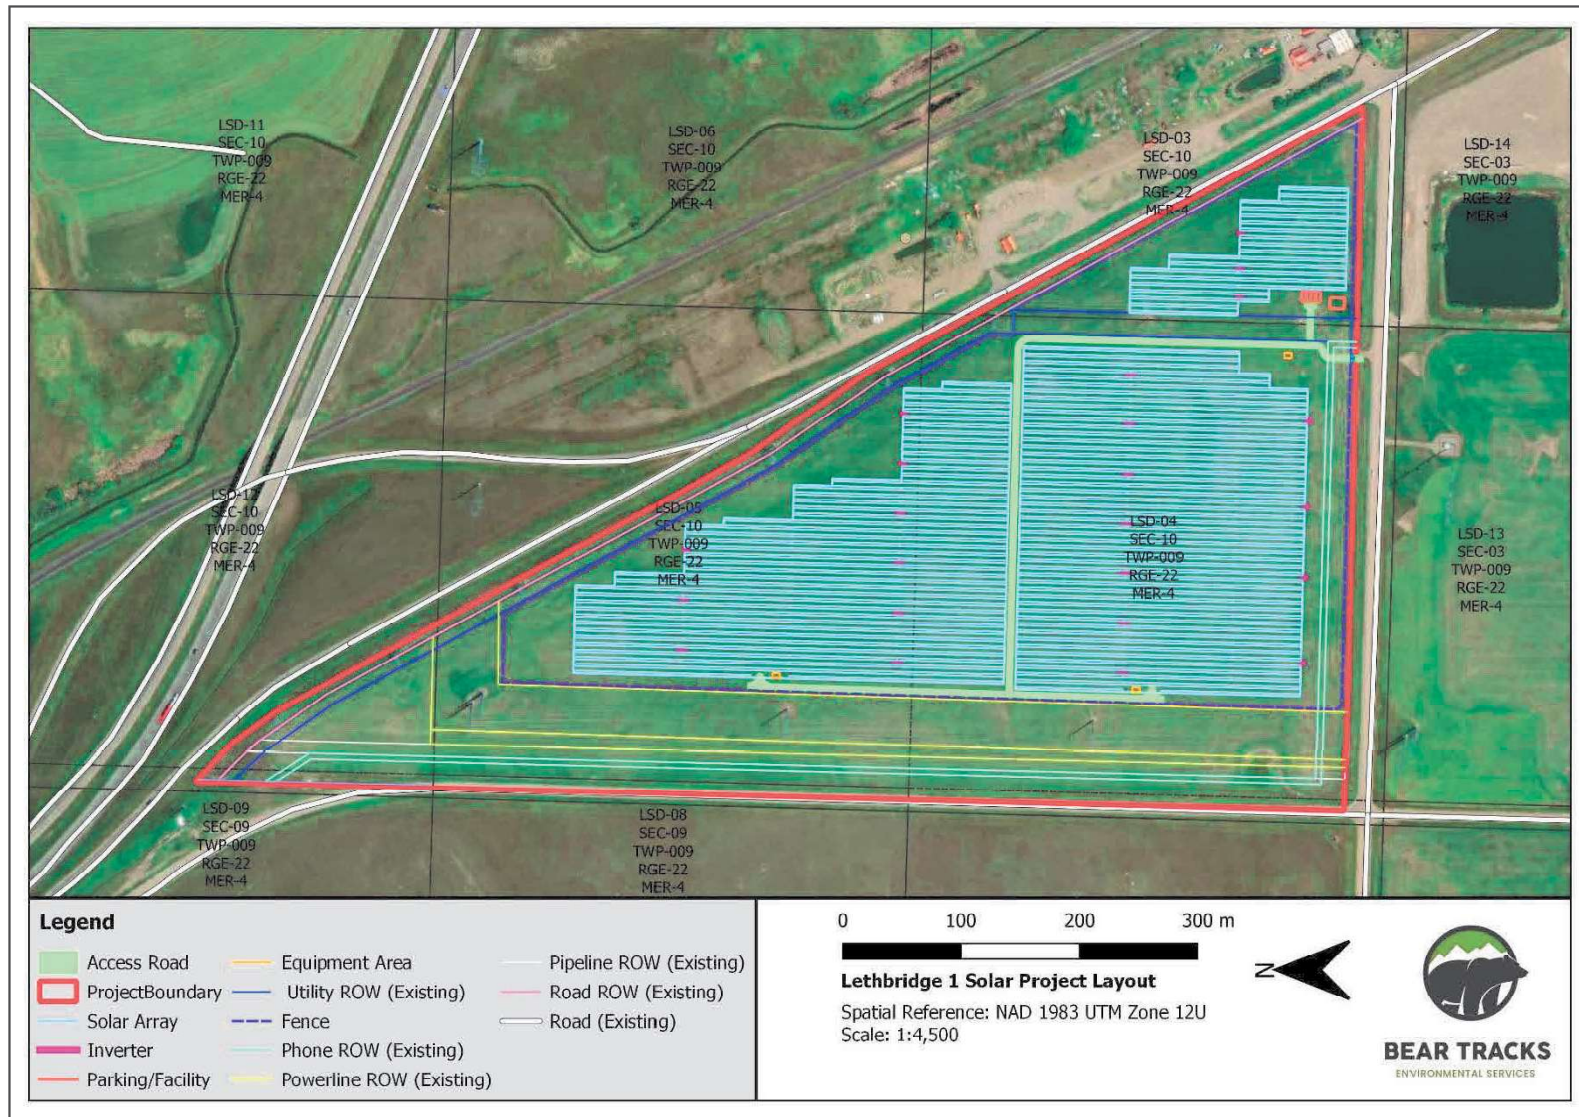 LSD-11
SEC-10
TWP-009
RGE-22
MER-4
LSD-06
SEC-10
TWP-009
RGE-22
MER-4
LSD-03
SEC-10
TWP-009
RGE-22
MER-4
LSD-14
SEC-03
TWP-009
RGE-22
MER-4
LSD-12
SEC-10
TWP-009
RGE-22
MER-4
LSD-05
SEC-10
TWP-009
RGE-22
MER-4
LSD-04
SEC-10
TWP-009
RGE-22
MER-4
LSD-13
SEC-03
TWP-009
RGE-22
MER-4
LSD-09
SEC-09
TWP-009
RGE-22
MER-4
LSD-08
SEC-09
TWP-009
RGE-22
MER-4
Legend
Access Road
ProjectBoundary
Solar Array
Inverter
Parking/Facility
Equipment Area
Utility ROW (Existing)
Fence
Phone ROW (Existing)
Powerline ROW (Existing)
Pipeline ROW (Existing)
Road ROW (Existing)
Road (Existing)
0 100 200 300 m
Lethbridge 1 Solar Project Layout
Spatial Reference: NAD 1983 UTM Zone 12U
Scale: 1:4,500
N
BEAR TRACKS
ENVIRONMENTAL SERVICES